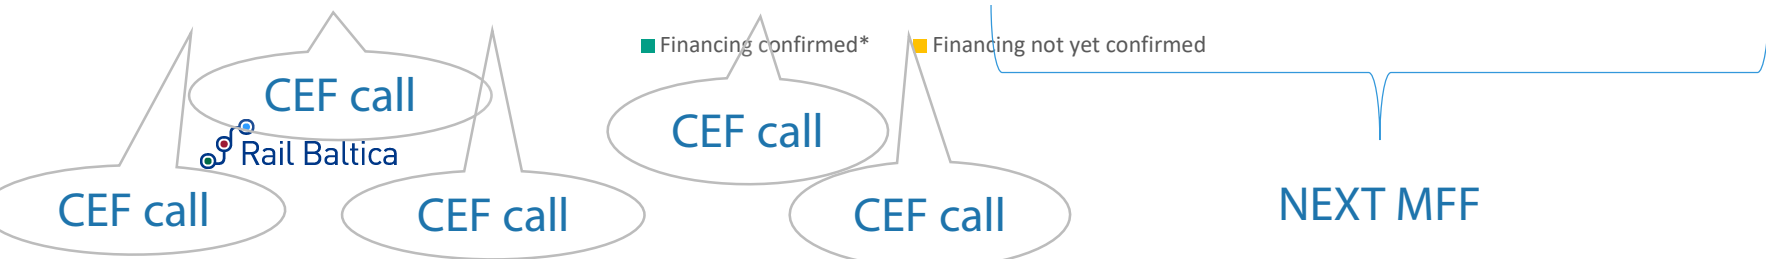 Financing confirmed*
Financing not yet confirmed
CEF call
CEF call
Rail Baltica
CEF call
CEF call
CEF call
NEXT MFF